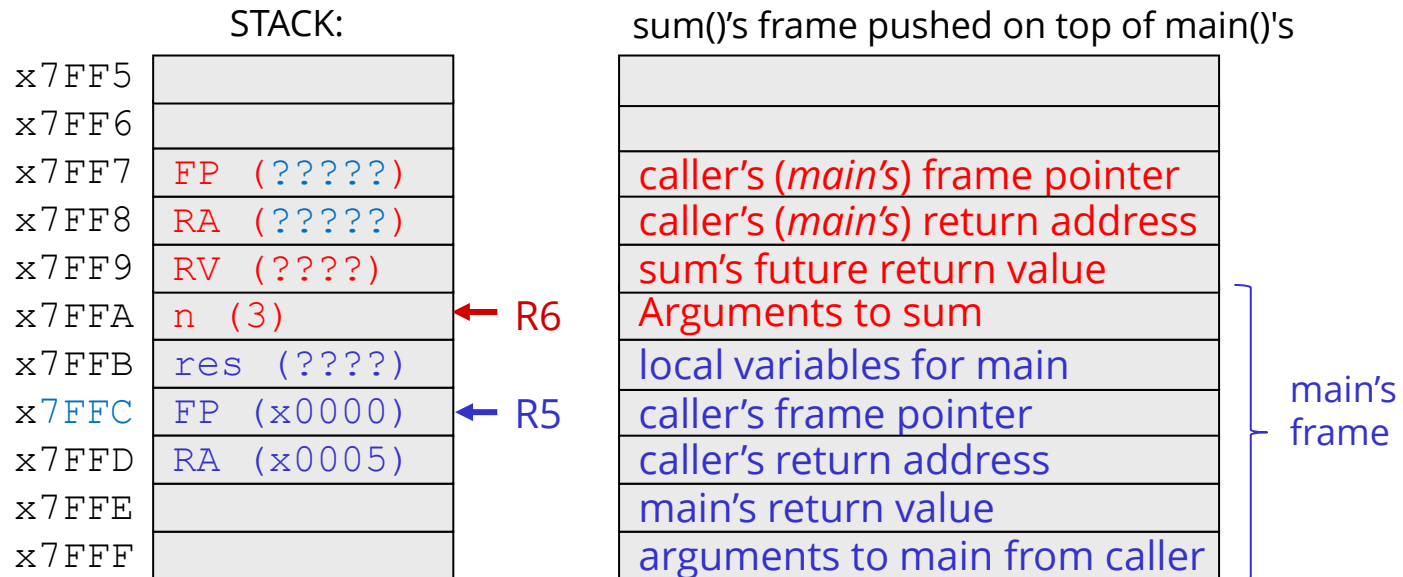 STACK:
sum()’s frame pushed on top of main()'s
x7FF5
x7FF6
x7FF7 FP (?????) caller’s (main’s) frame pointer
x7FF8 RA (?????) caller’s (main’s) return address
x7FF9 RV (????) sum’s future return value
x7FFA n (3) R6 Arguments to sum
x7FFB res (????) local variables for main
x7FFC FP (x0000) R5 caller’s frame pointer
x7FFD RA (x0005) caller’s return address
x7FFE main’s return value
x7FFF arguments to main from caller
main’s
frame